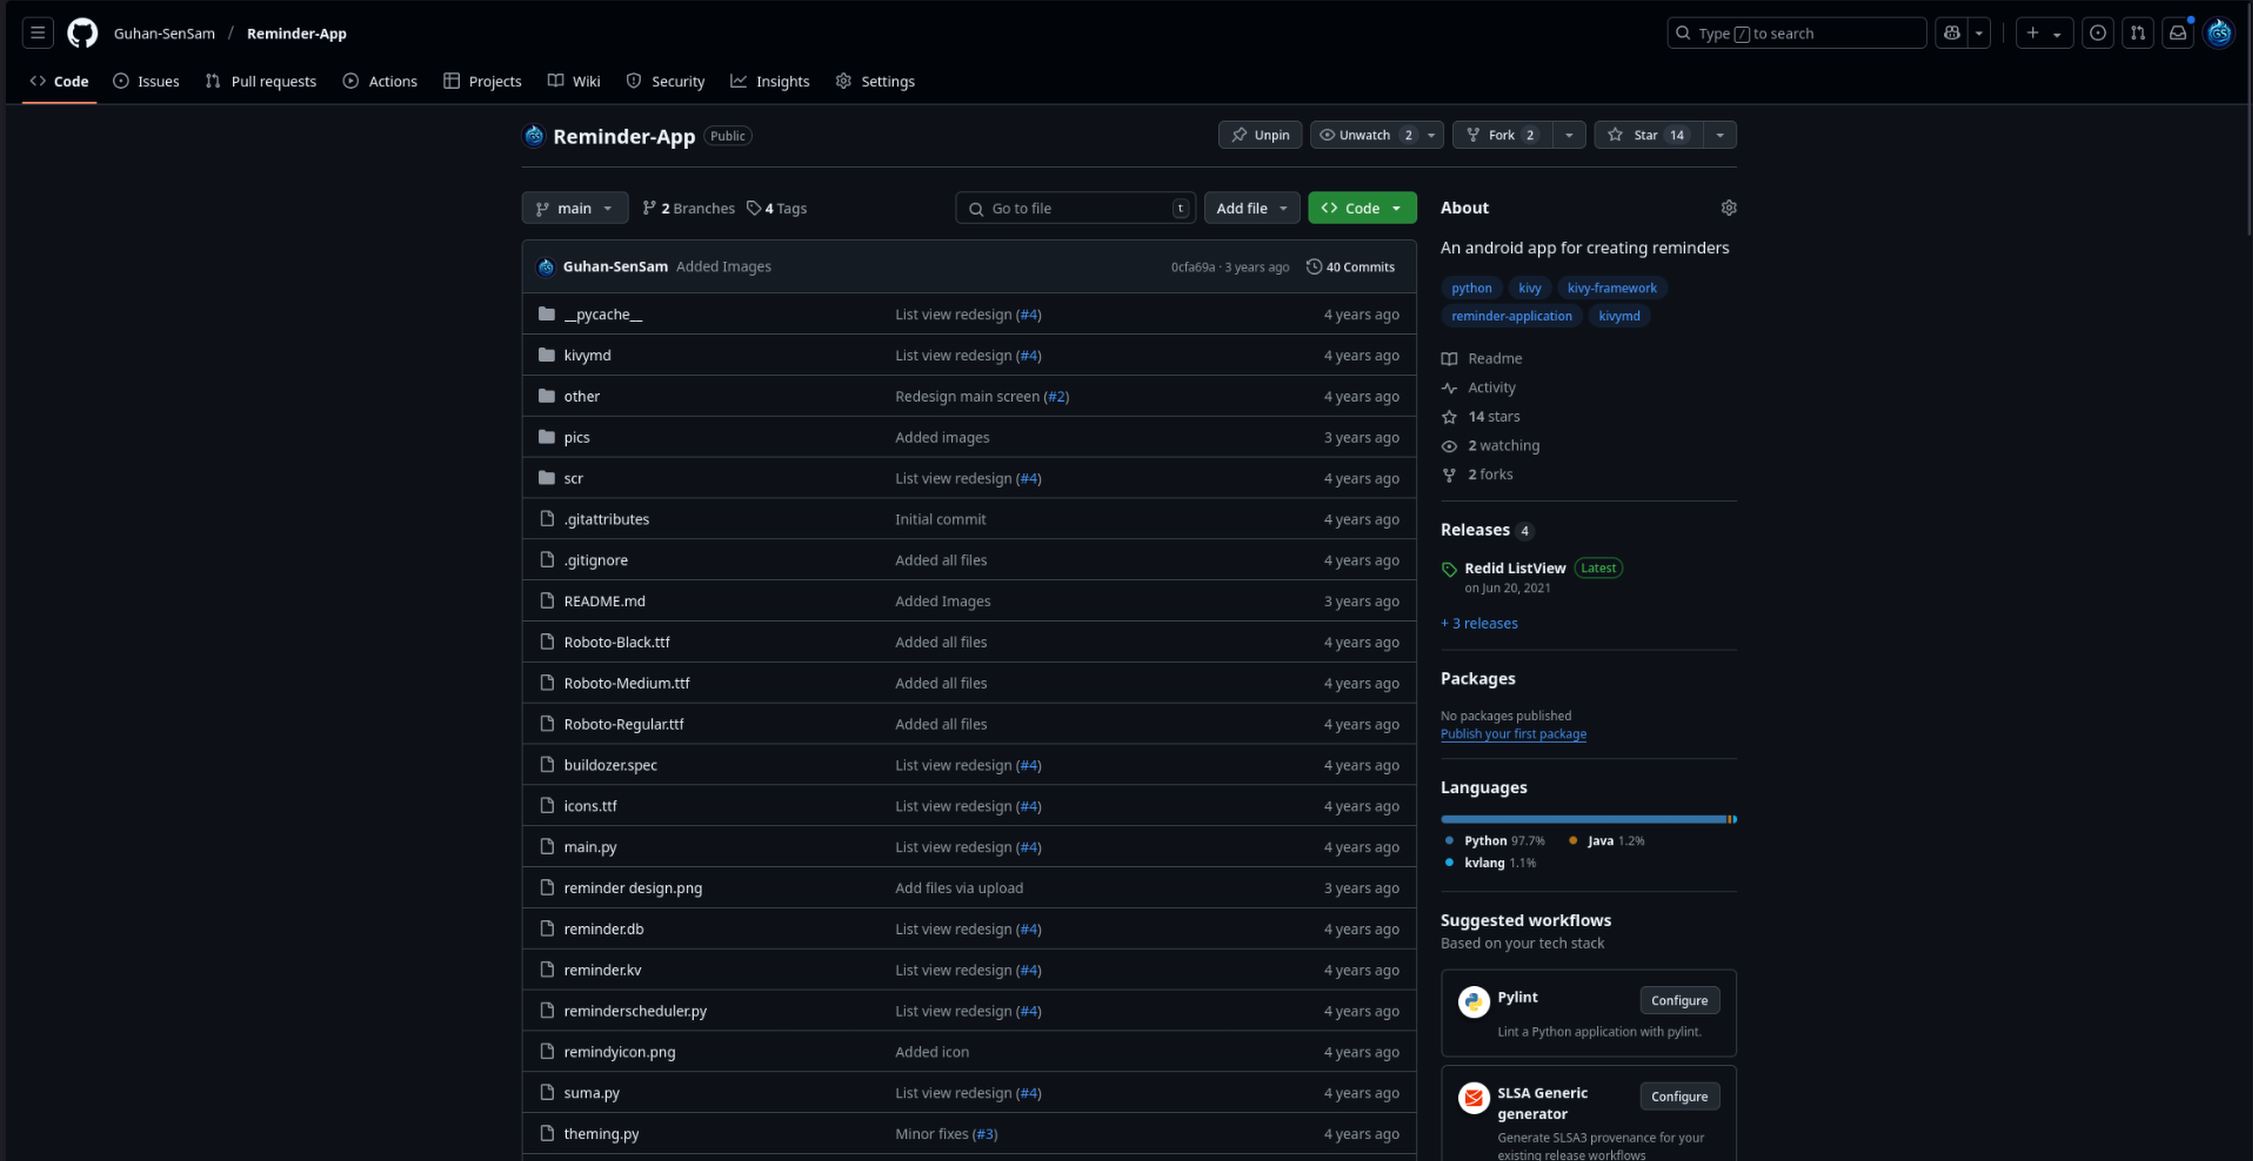 Guhan-SenSam / Reminder-App
Type / to search
Code Issues Pull requests Actions Projects Wiki Security Insights Settings
Reminder-App Public
Unpin Unwatch 2 Fork 2 Star 14
main 2 Branches 4 Tags
Go to file t Add file Code
Guhan-SenSam Added Images 0cfa69a · 3 years ago 40 Commits
__pycache__ List view redesign (#4) 4 years ago
kivymd List view redesign (#4) 4 years ago
other Redesign main screen (#2) 4 years ago
pics Added images 3 years ago
scr List view redesign (#4) 4 years ago
.gitattributes Initial commit 4 years ago
.gitignore Added all files 4 years ago
README.md Added Images 3 years ago
Roboto-Black.ttf Added all files 4 years ago
Roboto-Medium.ttf Added all files 4 years ago
Roboto-Regular.ttf Added all files 4 years ago
buildozer.spec List view redesign (#4) 4 years ago
icons.ttf List view redesign (#4) 4 years ago
main.py List view redesign (#4) 4 years ago
reminder design.png Add files via upload 3 years ago
reminder.db List view redesign (#4) 4 years ago
reminder.kv List view redesign (#4) 4 years ago
reminderscheduler.py List view redesign (#4) 4 years ago
remindyicon.png Added icon 4 years ago
suma.py List view redesign (#4) 4 years ago
theming.py Minor fixes (#3) 4 years ago
About
An android app for creating reminders
python kivy kivy-framework
reminder-application kivymd
Readme
Activity
14 stars
2 watching
2 forks
Releases 4
Redid ListView Latest
on Jun 20, 2021
+ 3 releases
Packages
No packages published
Publish your first package
Languages
Python 97.7% Java 1.2%
kvlang 1.1%
Suggested workflows
Based on your tech stack
Pylint Configure
Lint a Python application with pylint.
SLSA Generic
generator
Configure
Generate SLSA3 provenance for your
existing release workflows